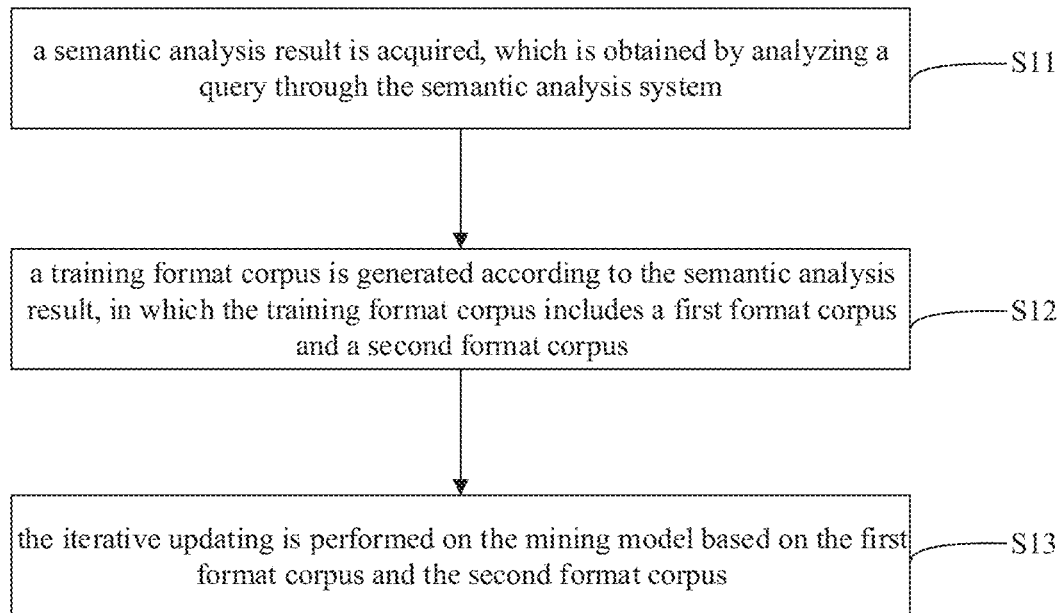 a semantic analysis result is acquired, which is obtained by analyzing a
query through the semantic analysis system
S11
a training format corpus is generated according to the semantic analysis
result, in which the training format corpus includes a first format corpus
and a second format corpus
S12
the iterative updating is performed on the mining model based on the first
format corpus and the second format corpus
S13